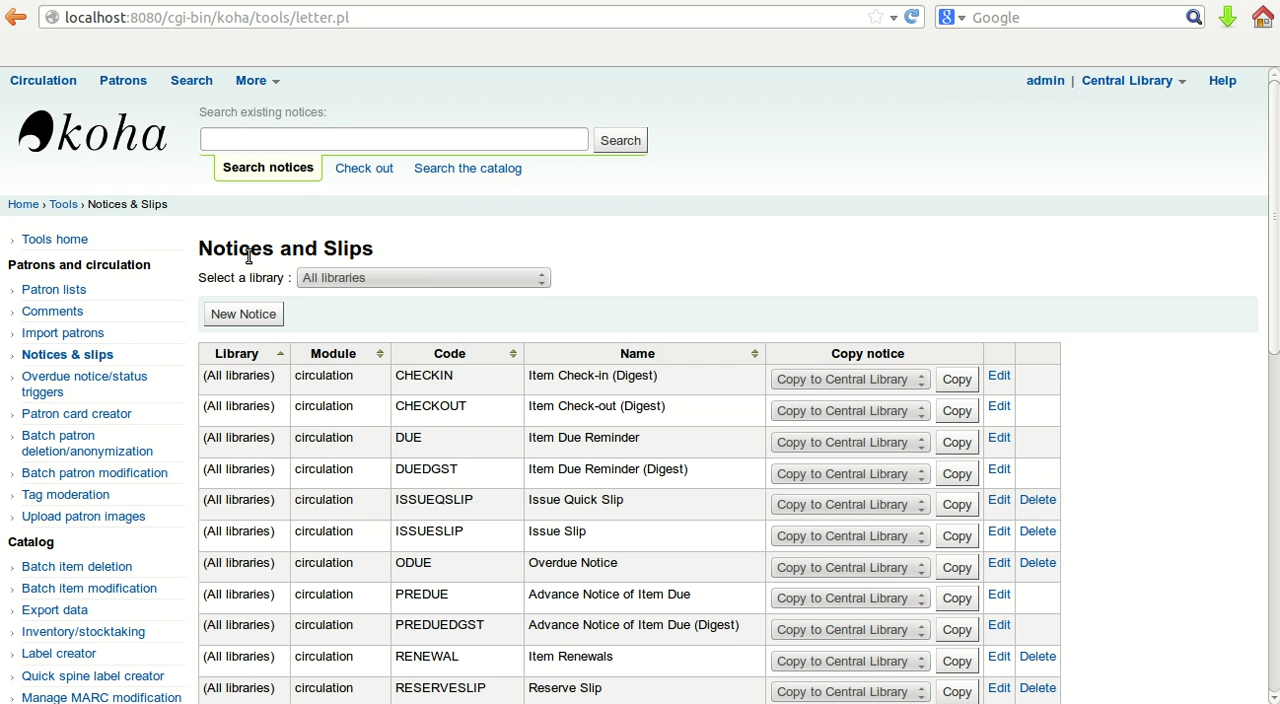 localhost:8080/cgi-bin/koha/tools/letter.pl
Google
Circulation Patrons Search More
admin | Central Library Help
koha
Search existing notices:
Search
Search notices Check out Search the catalog
Home › Tools › Notices & Slips
Tools home
Patrons and circulation
Patron lists
Comments
Import patrons
Notices & slips
Overdue notice/status
triggers
Patron card creator
Batch patron
deletion/anonymization
Batch patron modification
Tag moderation
Upload patron images
Catalog
Batch item deletion
Batch item modification
Export data
Inventory/stocktaking
Label creator
Quick spine label creator
Manage MARC modification
Notices and Slips
Select a library : All libraries
New Notice
Library Module Code Name Copy notice
(All libraries) circulation CHECKIN Item Check-in (Digest) Copy to Central Library Copy Edit
(All libraries) circulation CHECKOUT Item Check-out (Digest) Copy to Central Library Copy Edit
(All libraries) circulation DUE Item Due Reminder Copy to Central Library Copy Edit
(All libraries) circulation DUEDGST Item Due Reminder (Digest) Copy to Central Library Copy Edit
(All libraries) circulation ISSUEQSLIP Issue Quick Slip Copy to Central Library Copy Edit Delete
(All libraries) circulation ISSUESLIP Issue Slip Copy to Central Library Copy Edit Delete
(All libraries) circulation ODUE Overdue Notice Copy to Central Library Copy Edit Delete
(All libraries) circulation PREDUE Advance Notice of Item Due Copy to Central Library Copy Edit
(All libraries) circulation PREDUEDGST Advance Notice of Item Due (Digest) Copy to Central Library Copy Edit
(All libraries) circulation RENEWAL Item Renewals Copy to Central Library Copy Edit Delete
(All libraries) circulation RESERVESLIP Reserve Slip Copy to Central Library Copy Edit Delete